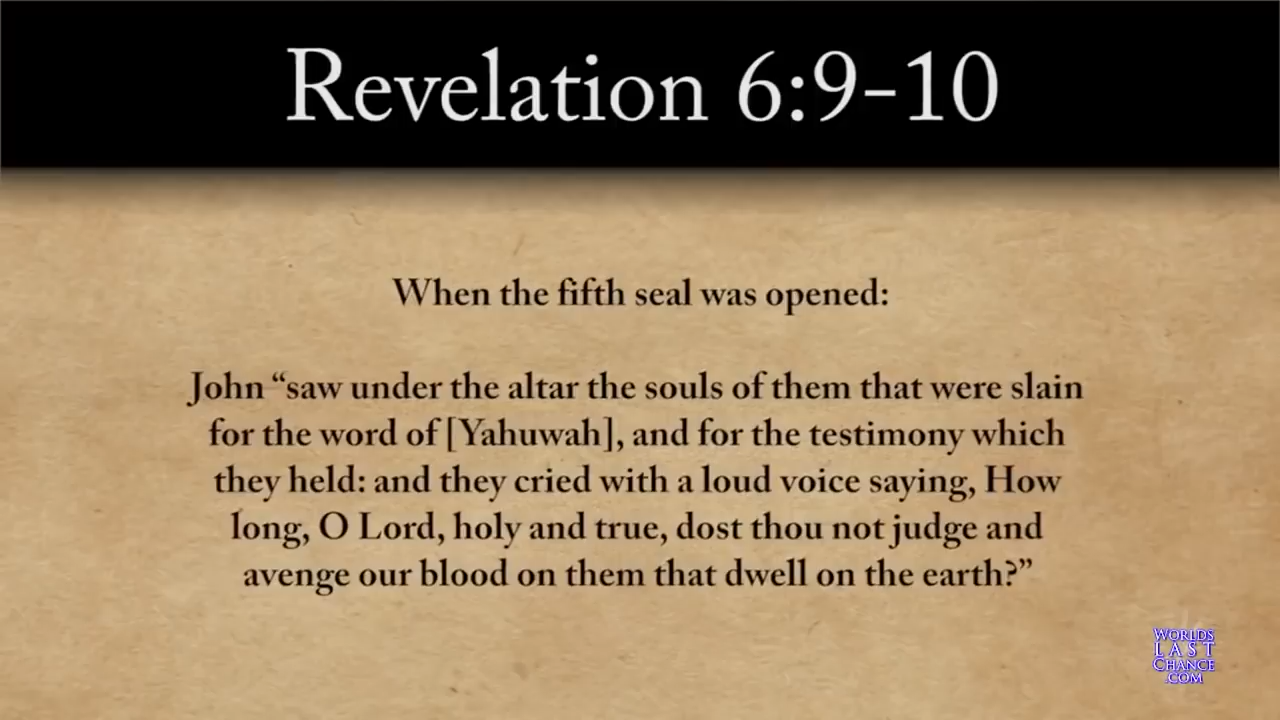 Revelation 6:9-10
When the fifth seal was opened:
John “saw under the altar the souls of them that were slain
for the word of [Yahuwah], and for the testimony which
they held: and they cried with a loud voice saying, How
long, O Lord, holy and true, dost thou not judge and
avenge our blood on them that dwell on the earth?”
WORLDS
LAST
CHANCE
.COM